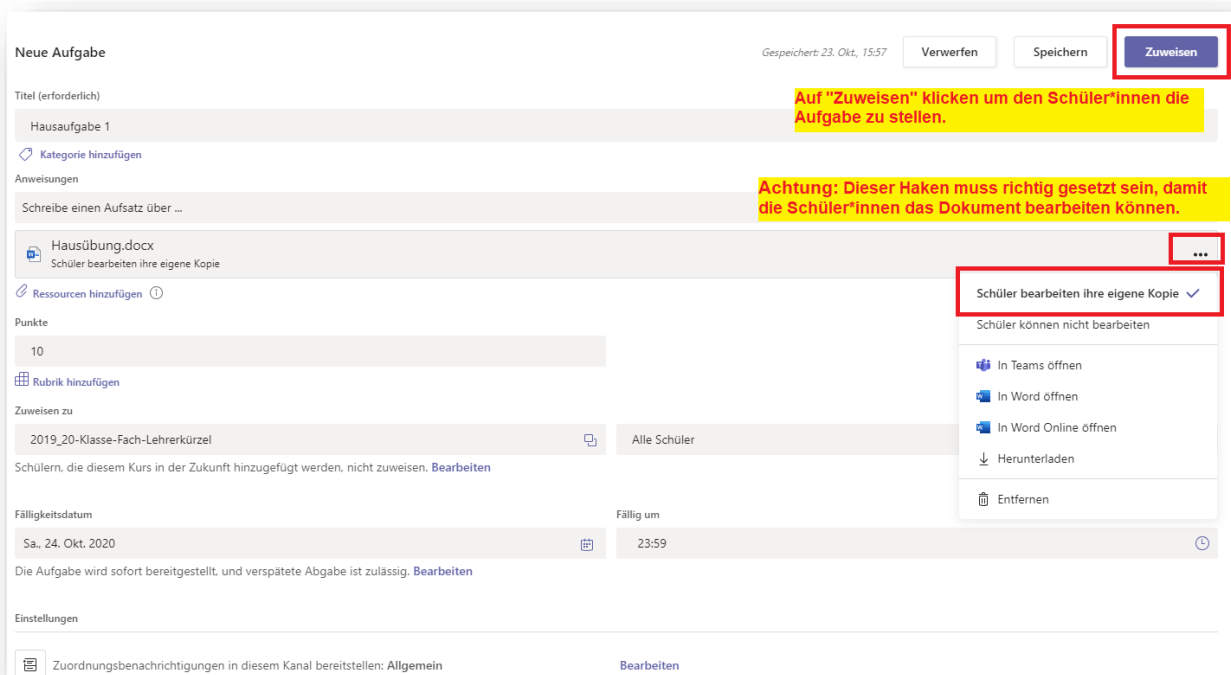 Neue Aufgabe
Gespeichert: 23. Okt., 15:57
Verwerfen
Speichern
Zuweisen
Titel (erforderlich)
Auf "Zuweisen" klicken um den Schüler*innen die
Aufgabe zu stellen.
Hausaufgabe 1
Kategorie hinzufügen
Anweisungen
Achtung: Dieser Haken muss richtig gesetzt sein, damit
die Schüler*innen das Dokument bearbeiten können.
Schreibe einen Aufsatz über ...
Hausübung.docx
Schüler bearbeiten ihre eigene Kopie
Ressourcen hinzufügen
Schüler bearbeiten ihre eigene Kopie
Schüler können nicht bearbeiten
In Teams öffnen
In Word öffnen
In Word Online öffnen
Herunterladen
Entfernen
Punkte
10
Rubrik hinzufügen
Zuweisen zu
2019_20-Klasse-Fach-Lehrerkürzel
Alle Schüler
Schülern, die diesem Kurs in der Zukunft hinzugefügt werden, nicht zuweisen. Bearbeiten
Fälligkeitsdatum
Fällig um
Sa., 24. Okt. 2020
23:59
Die Aufgabe wird sofort bereitgestellt, und verspätete Abgabe ist zulässig. Bearbeiten
Einstellungen
Zuordnungsbenachrichtigungen in diesem Kanal bereitstellen: Allgemein
Bearbeiten